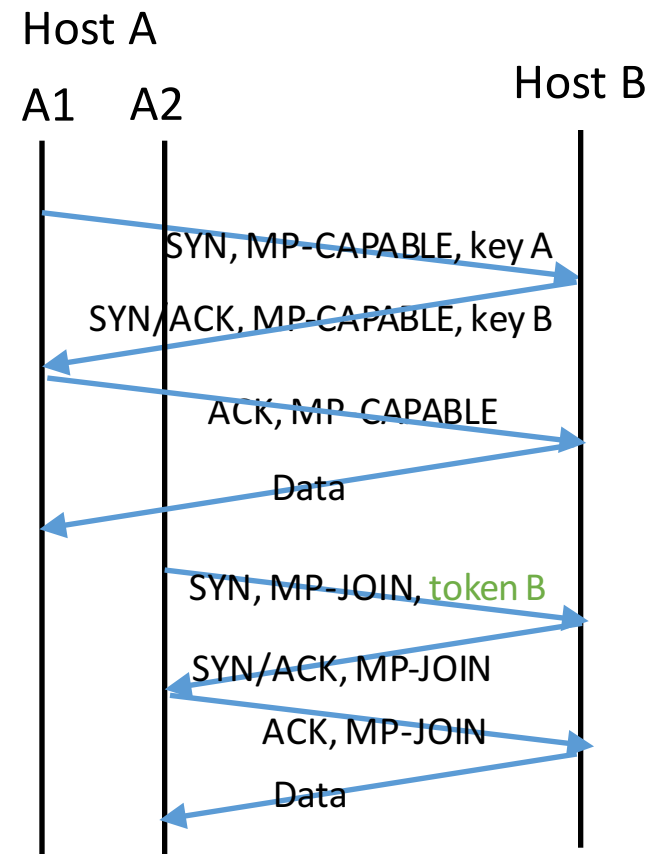 Host A
Host B
A1
A2
SYN, MP-CAPABLE, key A
SYN/ACK, MP-CAPABLE, key B
ACK, MP-CAPABLE
Data
SYN, MP-JOIN, token B
SYN/ACK, MP-JOIN
ACK, MP-JOIN
Data